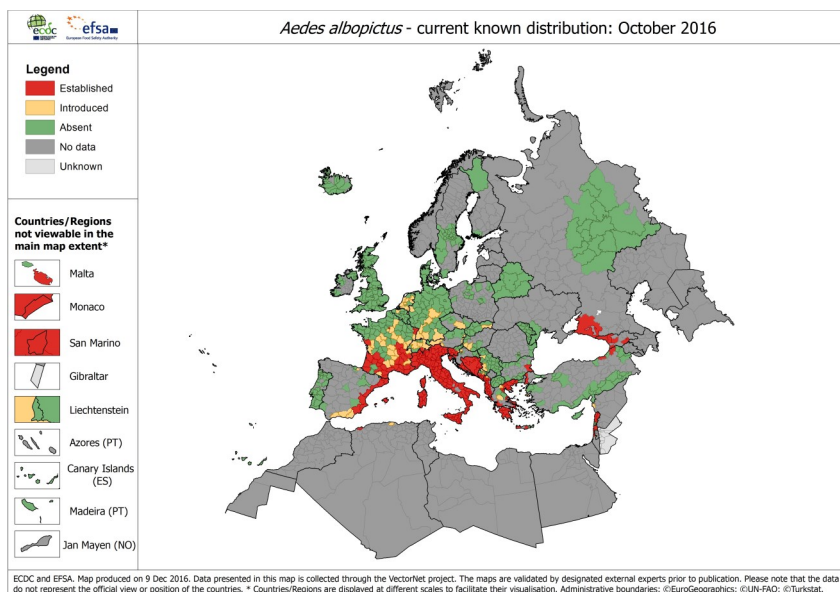 ecdc
efsa
European Food Safety Authority
Aedes albopictus - current known distribution: October 2016
Legend
Established
Introduced
Absent
No data
Unknown
Countries/Regions
not viewable in the
main map extent*
Malta
Monaco
San Marino
Gibraltar
Liechtenstein
Azores (PT)
Canary Islands
(ES)
Madeira (PT)
Jan Mayen (NO)
ECDC and EFSA. Map produced on 9 Dec 2016. Data presented in this map is collected through the VectorNet project. The maps are validated by designated external experts prior to publication. Please note that the data
do not represent the official view or position of the countries. * Countries/Regions are displayed at different scales to facilitate their visualisation. Administrative boundaries: ©EuroGeographics; ©UN-FAO; ©Turkstat.